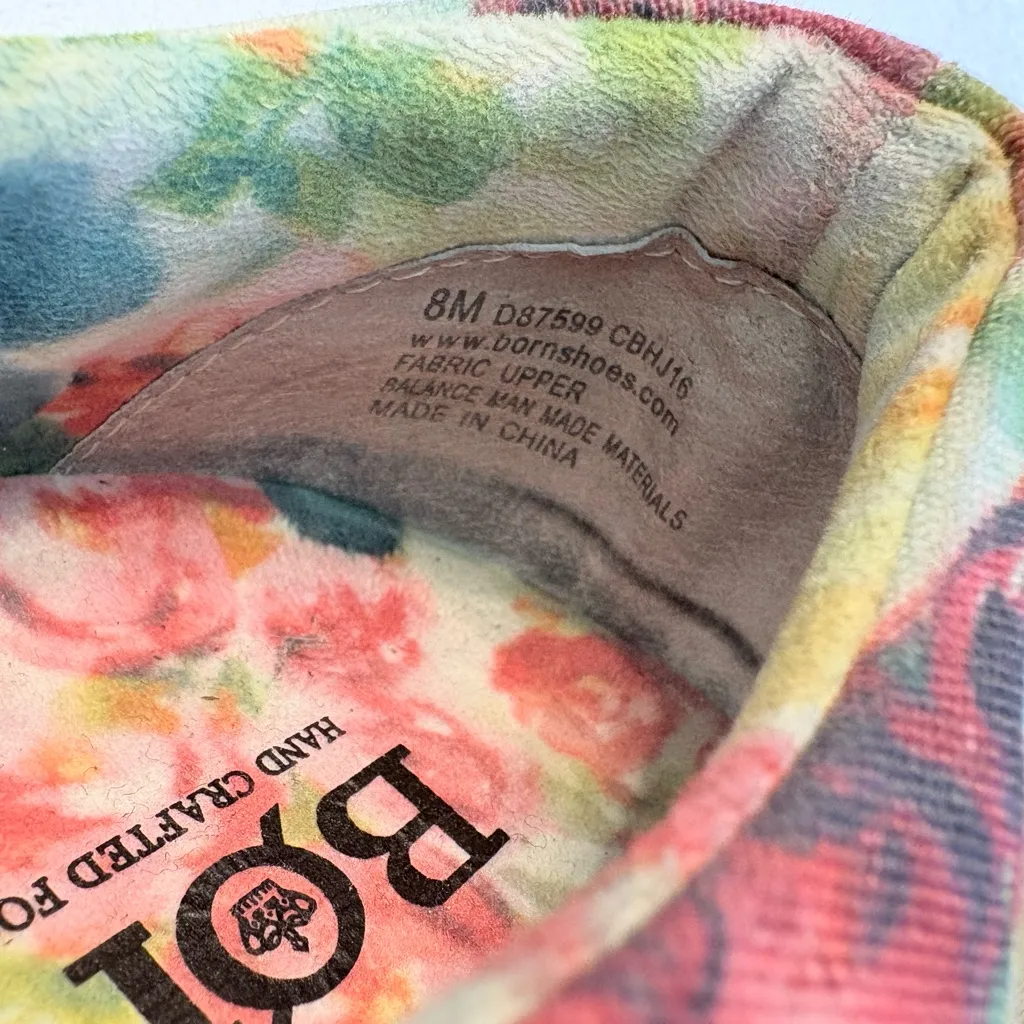 8M D87599 CBHJ16
www.bornshoes.com
FABRIC UPPER
BALANCE MAN MADE MATERIALS
MADE IN CHINA
HAND CRAFTED FO
BØ